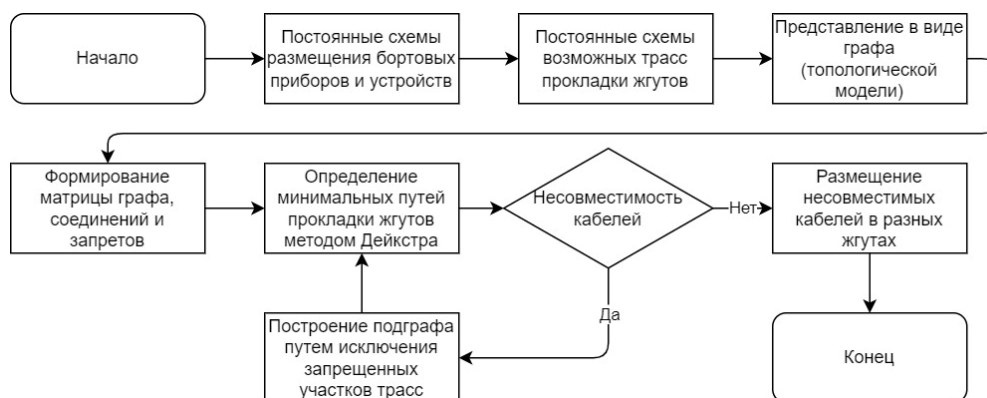 Начало
Постоянные схемы
размещения бортовых
приборов и устройств
Постоянные схемы
возможных трасс
прокладки жгутов
Представление в виде
графа
(топологической
модели)
Формирование
матрицы графа,
соединений и
запретов
Определение
минимальных путей
прокладки жгутов
методом Дейкстра
Несовместимость
кабелей
Нет
Размещение
несовместимых
кабелей в разных
жгутах
Да
Построение подграфа
путем исключения
запрещенных
участков трасс
Конец